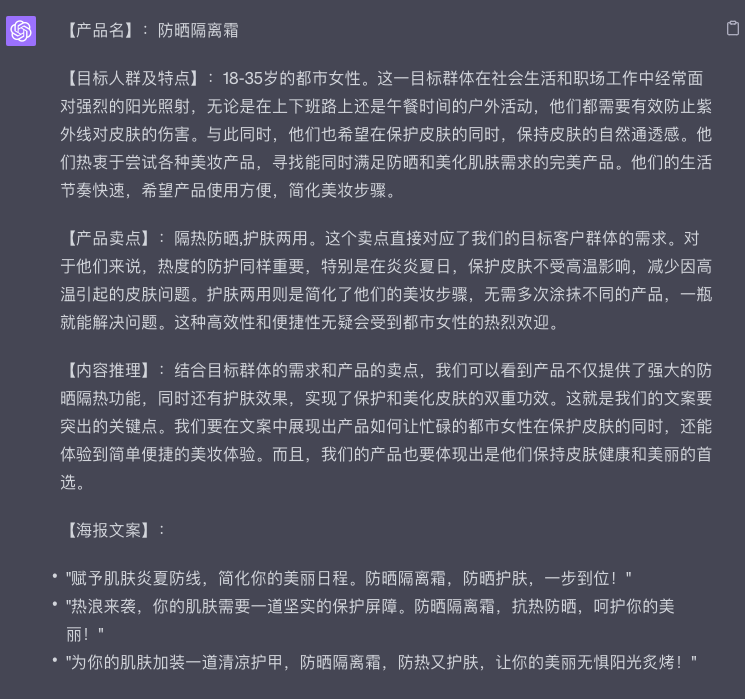 【产品名】：防晒隔离霜
【目标人群及特点】：18-35岁的都市女性。这一目标群体在社会生活和职场工作中经常面
对强烈的阳光照射，无论是在上下班路上还是午餐时间的户外活动，他们都需要有效防止紫
外线对皮肤的伤害。与此同时，他们也希望在保护皮肤的同时，保持皮肤的自然通透感。他
们热衷于尝试各种美妆产品，寻找能同时满足防晒和美化肌肤需求的完美产品。他们的生活
节奏快速，希望产品使用方便，简化美妆步骤。
【产品卖点】：隔热防晒,护肤两用。这个卖点直接对应了我们的目标客户群体的需求。对
于他们来说，热度的防护同样重要，特别是在炎炎夏日，保护皮肤不受高温影响，减少因高
温引起的皮肤问题。护肤两用则是简化了他们的美妆步骤，无需多次涂抹不同的产品，一瓶
就能解决问题。这种高效性和便捷性无疑会受到都市女性的热烈欢迎。
【内容推理】：结合目标群体的需求和产品的卖点，我们可以看到产品不仅提供了强大的防
晒隔热功能，同时还有护肤效果，实现了保护和美化皮肤的双重功效。这就是我们的文案要
突出的关键点。我们要在文案中展现出产品如何让忙碌的都市女性在保护皮肤的同时，还能
体验到简单便捷的美妆体验。而且，我们的产品也要体现出是他们保持皮肤健康和美丽的首
选。
【海报文案】：
• "赋予肌肤炎夏防线，简化你的美丽日程。防晒隔离霜，防晒护肤，一步到位！"
• "热浪来袭，你的肌肤需要一道坚实的保护屏障。防晒隔离霜，抗热防晒，呵护你的美
丽！"
• "为你的肌肤加装一道清凉护甲，防晒隔离霜，防热又护肤，让你的美丽无惧阳光炙烤！"